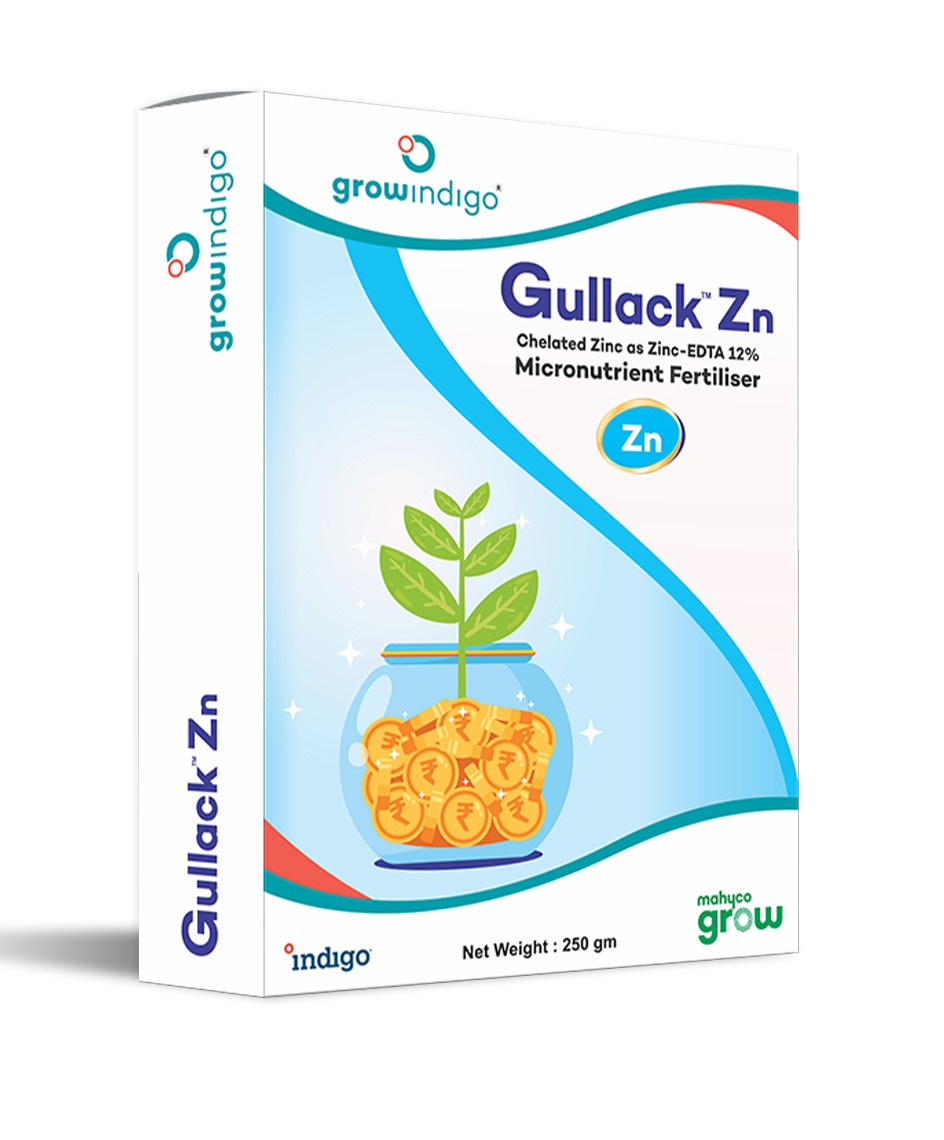 growindigo
Gullack™ Zn
growindigo
Gullack™ Zn
Chelated Zinc as Zinc-EDTA 12%
Micronutrient Fertiliser
Zn
₹
₹
₹
₹
₹
₹
₹
indigo
Net Weight : 250 gm
mahyco
grow